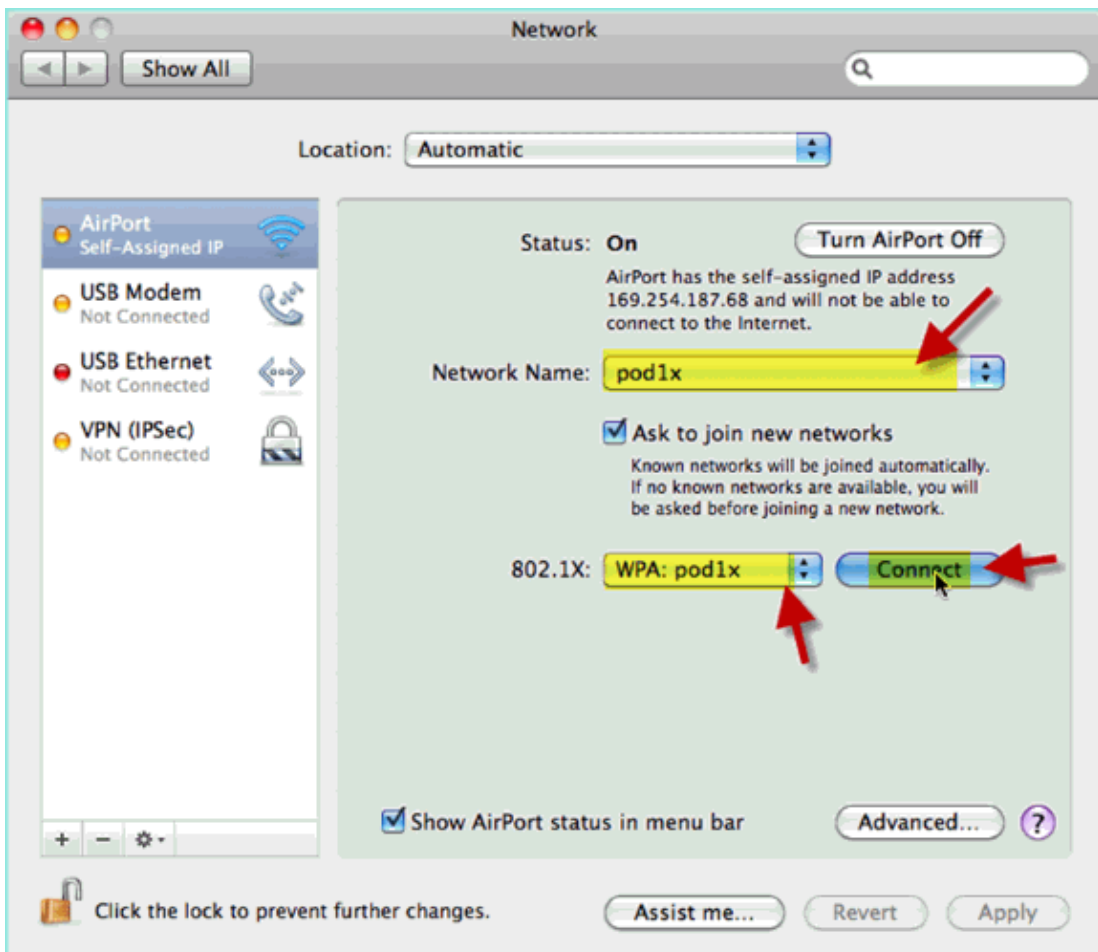 Network
Show All
Location: Automatic
AirPort
Self-Assigned IP
USB Modem
Not Connected
USB Ethernet
Not Connected
VPN (IPSec)
Not Connected
Status: On
Turn AirPort Off
AirPort has the self-assigned IP address
169.254.187.68 and will not be able to
connect to the Internet.
Network Name: pod1x
Ask to join new networks
Known networks will be joined automatically.
If no known networks are available, you will
be asked before joining a new network.
802.1X: WPA: pod1x Connect
Show AirPort status in menu bar
Advanced... ?
Click the lock to prevent further changes.
Assist me... Revert Apply